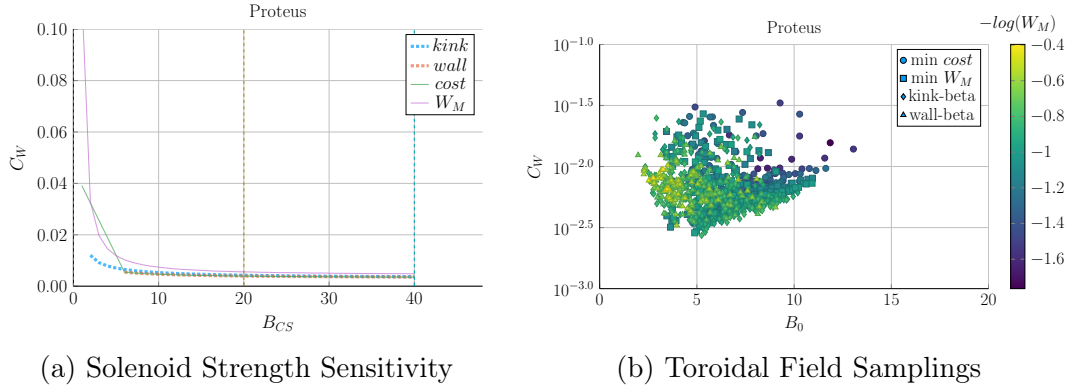 Proteus
0.10
0.08
0.06
0.04
0.02
0.00
C_W
0 10 20 30 40
B_{CS}
kink
wall
cost
W_M
(a) Solenoid Strength Sensitivity
Proteus
10^{-1.0}
10^{-1.5}
10^{-2.0}
10^{-2.5}
10^{-3.0}
C_W
0 5 10 15 20
B_0
min cost
min W_M
kink-beta
wall-beta
-log(W_M)
-0.4
-0.6
-0.8
-1
-1.2
-1.4
-1.6
(b) Toroidal Field Samplings